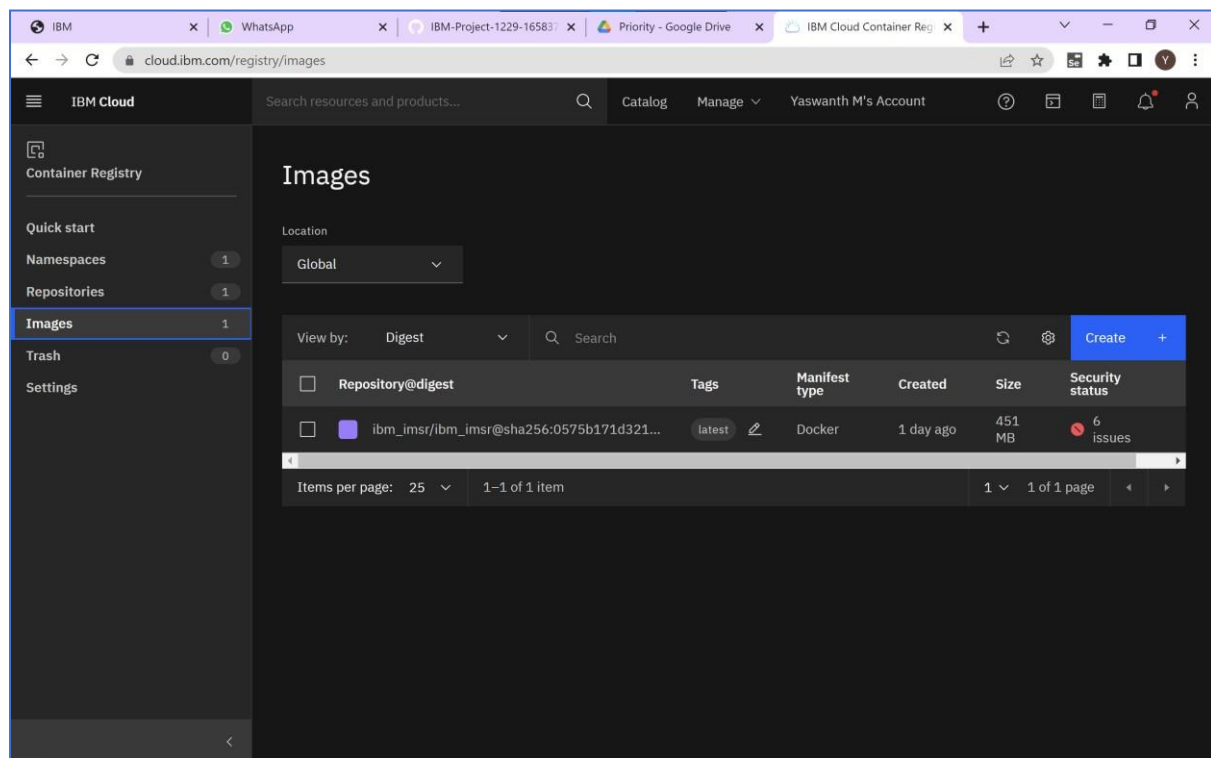 IBM
WhatsApp
IBM-Project-1229-165837
Priority - Google Drive
IBM Cloud Container Reg
cloud.ibm.com/registry/images
Se
Y
IBM Cloud
Search resources and products...
Catalog
Manage
Yaswanth M's Account
Container Registry
Quick start
Namespaces 1
Repositories 1
Images 1
Trash 0
Settings
Images
Location
Global
View by: Digest
Search
Create +
Repository@digest Tags Manifest type Created Size Security status
ibm_imsr/ibm_imsr@sha256:0575b171d321... latest Docker 1 day ago 451 MB 6 issues
Items per page: 25 1–1 of 1 item 1 1 of 1 page